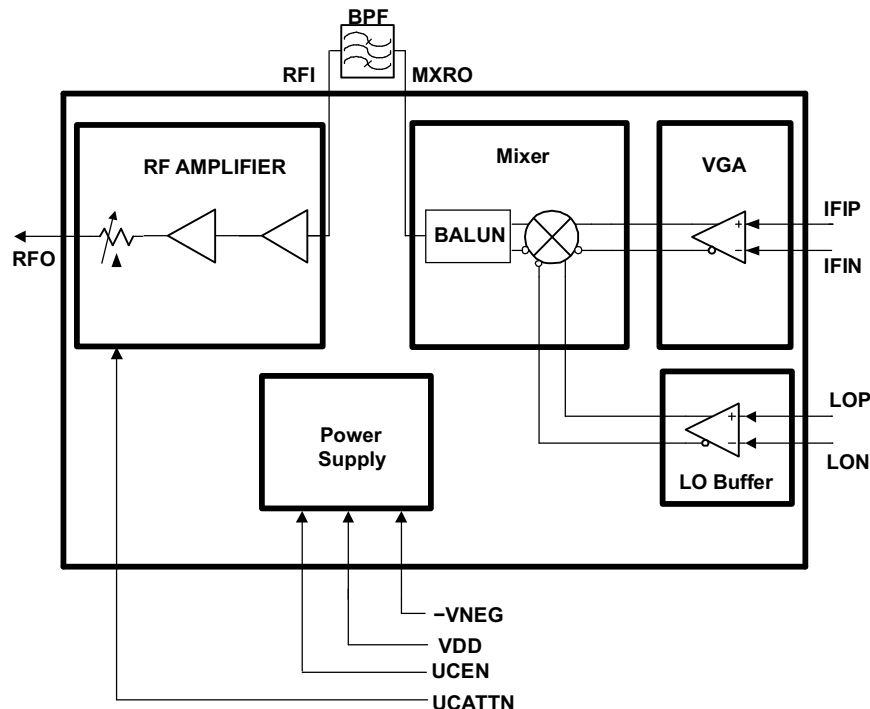 BPF
RFI
MXRO
RF AMPLIFIER
Mixer
VGA
BALUN
+
−
IFIP
IFIN
RFO
Power
Supply
+
−
LOP
LON
LO Buffer
−VNEG
VDD
UCEN
UCATTN